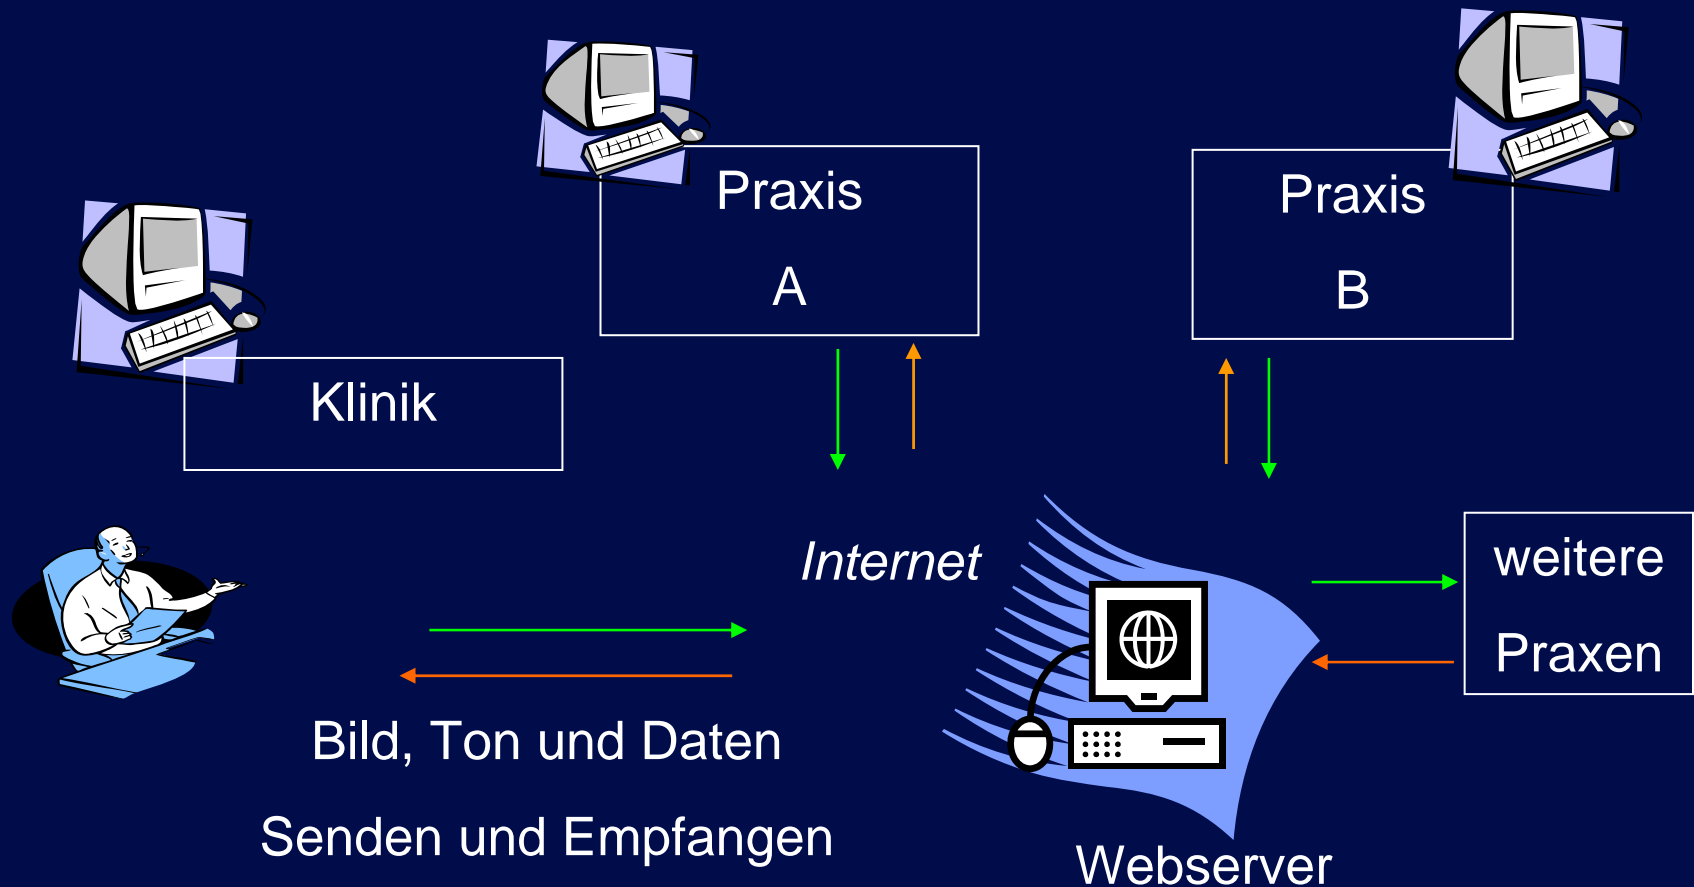 Praxis
A
Praxis
B
Klinik
Internet
weitere
Praxen
Bild, Ton und Daten
Senden und Empfangen
Webserver